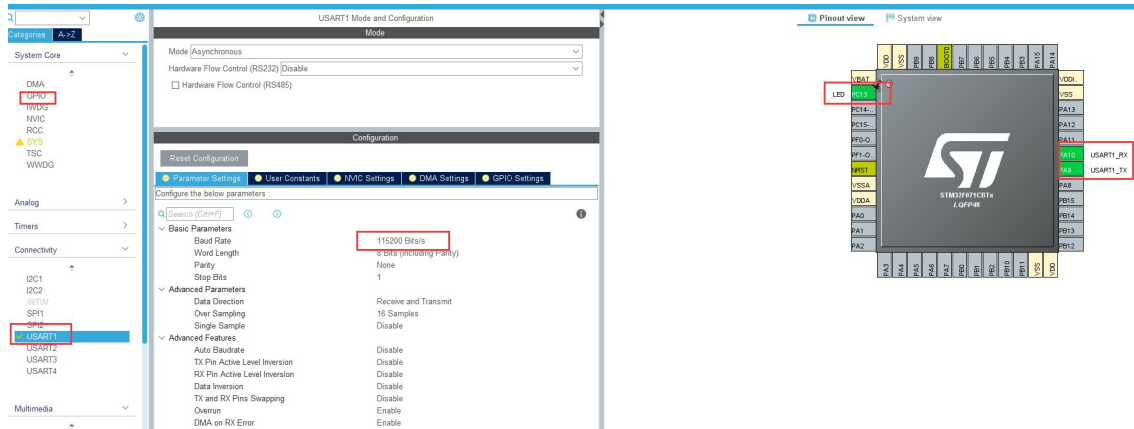 USART1 Mode and Configuration
Pinout view
System view
Categories
A->Z
Mode
System Core
Mode
Asynchronous
Hardware Flow Control (RS232)
Disable
Hardware Flow Control (RS485)
DMA
GPIO
IWDG
NVIC
RCC
SYS
TSC
WWDG
Analog
Timers
Connectivity
I2C1
I2C2
IRTIM
SPI1
SPI2
USART1
USART2
USART3
USART4
Multimedia
Configuration
Reset Configuration
Parameter Settings
User Constants
NVIC Settings
DMA Settings
GPIO Settings
Configure the below parameters :
Search (Crtl+F)
Basic Parameters
Baud Rate 115200 Bits/s
Word Length 8 Bits (including Parity)
Parity None
Stop Bits 1
Advanced Parameters
Data Direction Receive and Transmit
Over Sampling 16 Samples
Single Sample Disable
Advanced Features
Auto Baudrate Disable
TX Pin Active Level Inversion Disable
RX Pin Active Level Inversion Disable
Data Inversion Disable
TX and RX Pins Swapping Disable
Overrun Enable
DMA on RX Error Enable
VDD
VSS
PB9
PB8
BOOT0
PB7
PB6
PB5
PB4
PB3
PA15
PA14
VBAT
LED
PC13
PC14-..
PC15-..
PF0-O..
PF1-O..
NRST
VSSA
VDDA
PA0
PA1
PA2
VDDI..
VSS
PA13
PA12
PA11
PA10
USART1_RX
PA9
USART1_TX
PA8
PB15
PB14
PB13
PB12
ST
STM32F071CBTx
LQFP48
PA3
PA4
PA5
PA6
PA7
PB0
PB1
PB2
PB10
PB11
VSS
VDD